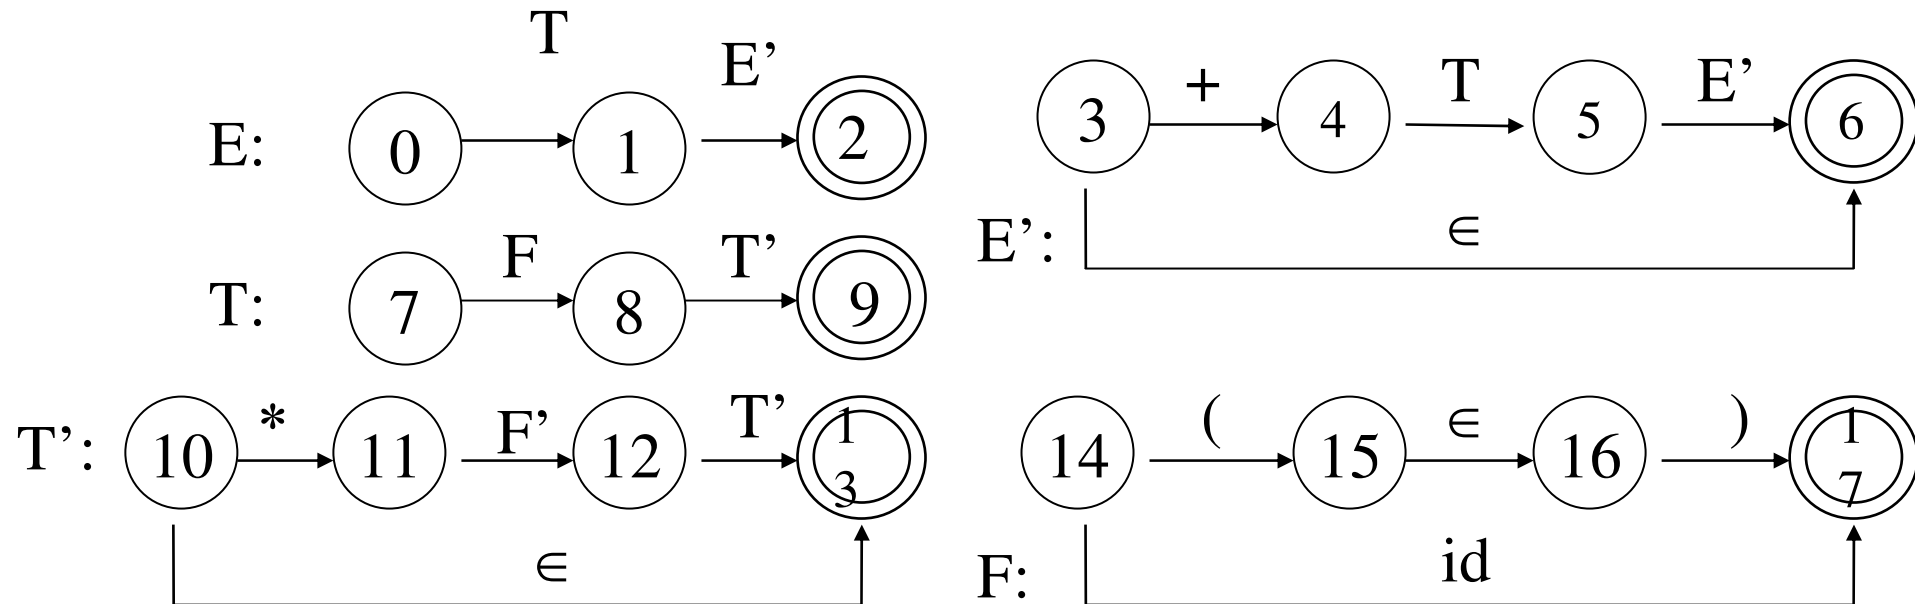 T E'
E: 0 1 2
3 + 4 T 5 E' 6
E': ∈
T: 7 F 8 T' 9
T': 10 * 11 F' 12 T' 13
∈
14 ( 15 ∈ 16 ) 17
F: id